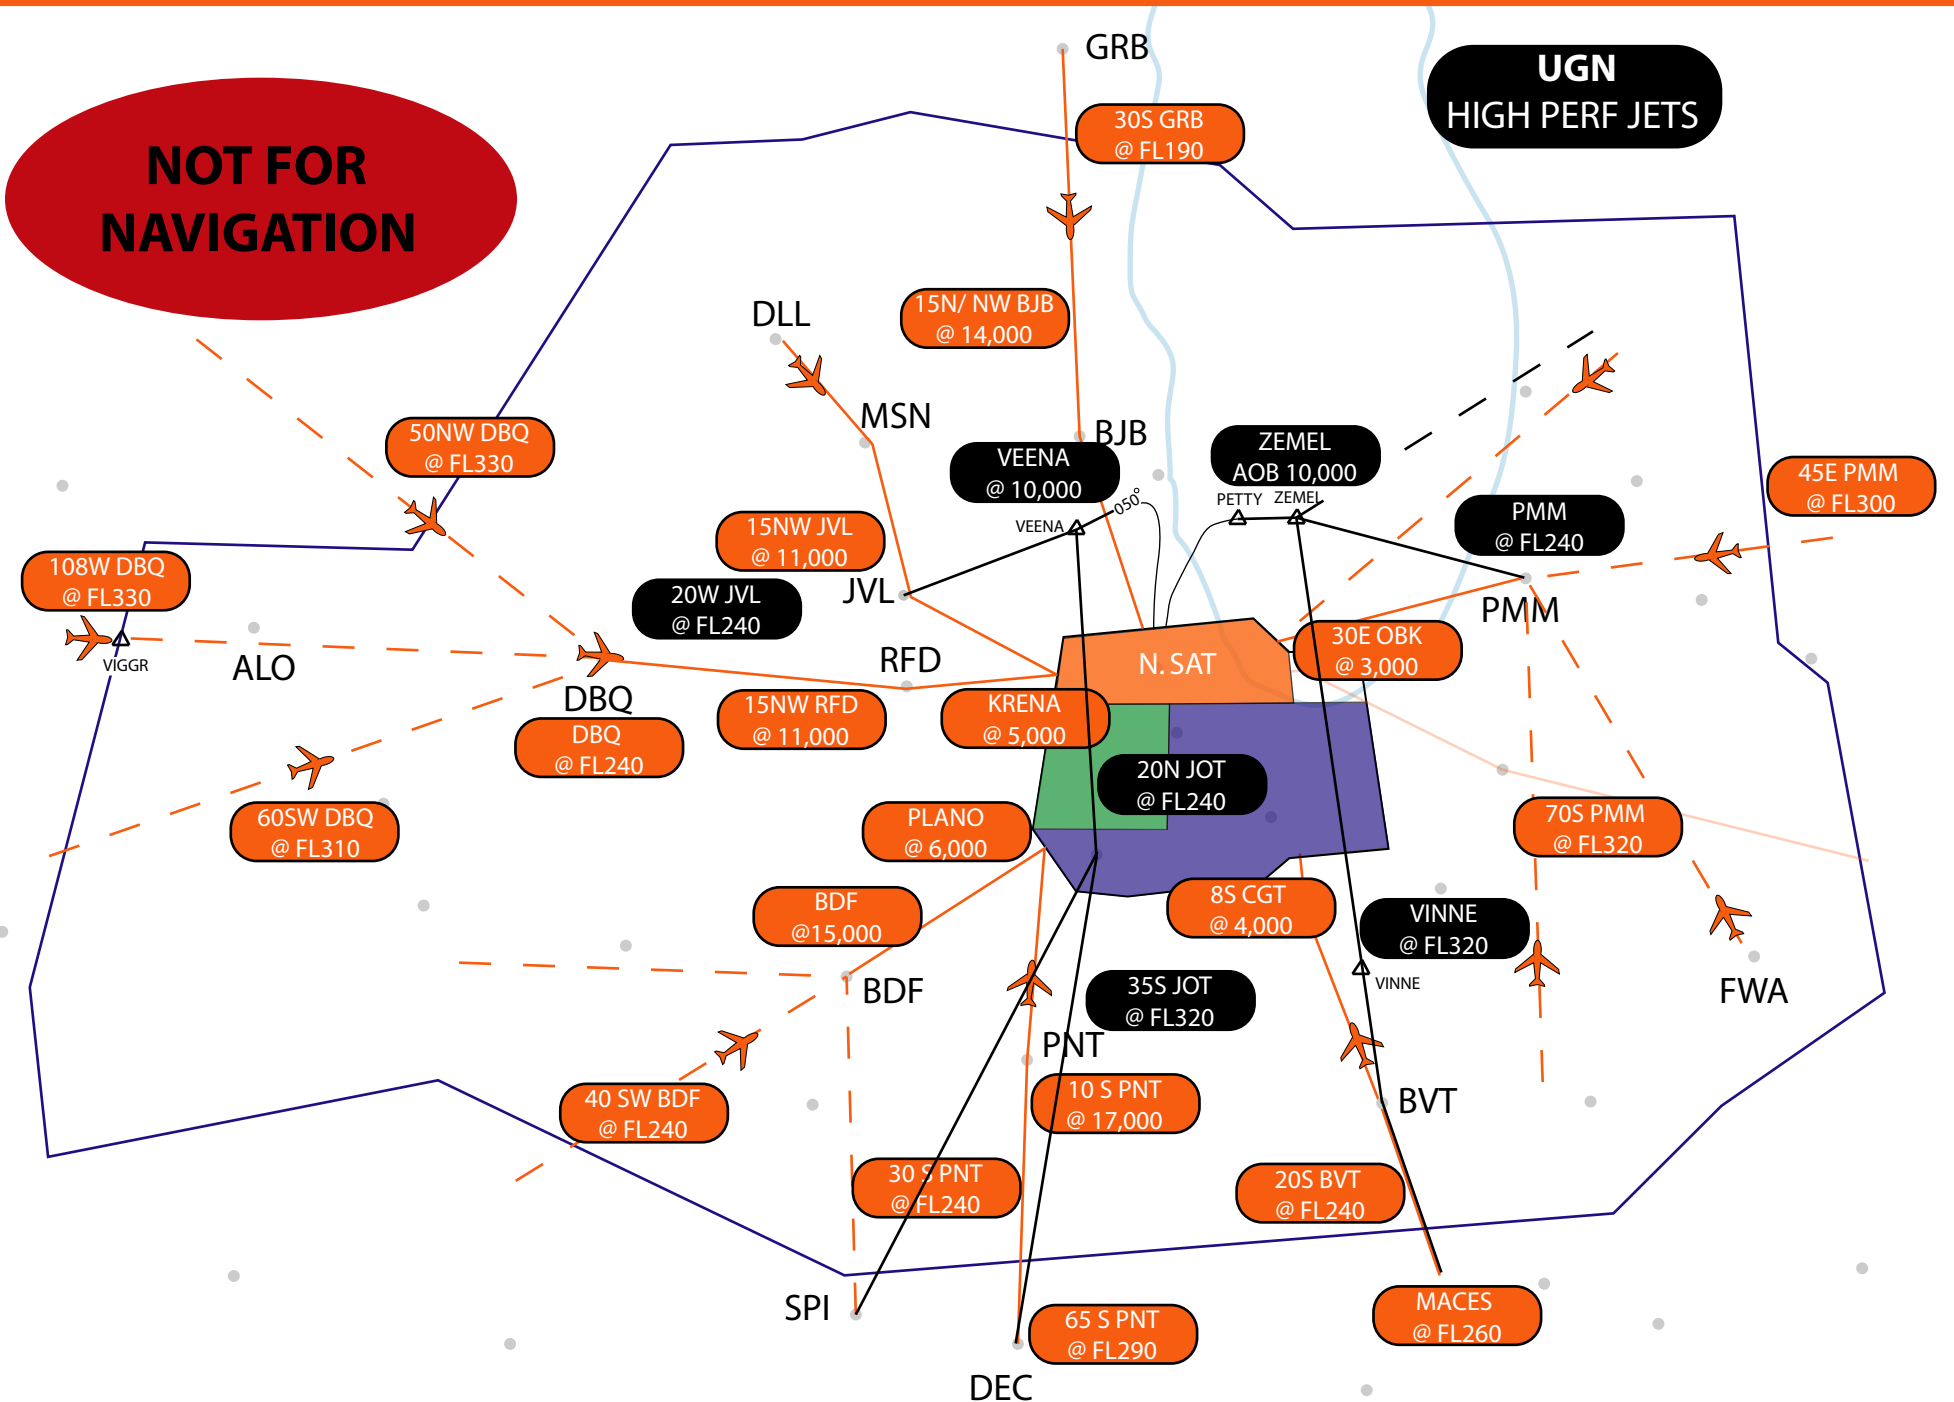 GRB
UGN
HIGH PERF JETS
30S GRB
@ FL190
NOT FOR
NAVIGATION
15N/ NW BJB
@ 14,000
DLL
MSN
BJB
50NW DBQ
@ FL330
VEENA
@ 10,000
ZEMEL
AOB 10,000
45E PMM
@ FL300
PETTY
ZEMEL
050°
VEENA
PMM
@ FL240
15NW JVL
@ 11,000
108W DBQ
@ FL330
20W JVL
@ FL240
JVL
PMM
VIGGR
ALO
RFD
N. SAT
30E OBK
@ 3,000
DBQ
DBQ
@ FL240
15NW RFD
@ 11,000
KRENA
@ 5,000
20N JOT
@ FL240
60SW DBQ
@ FL310
PLANO
@ 6,000
70S PMM
@ FL320
BDF
@15,000
8S CGT
@ 4,000
VINNE
@ FL320
VINNE
BDF
35S JOT
@ FL320
FWA
PNT
40 SW BDF
@ FL240
10 S PNT
@ 17,000
BVT
30 S PNT
@ FL240
20S BVT
@ FL240
SPI
65 S PNT
@ FL290
MACES
@ FL260
DEC